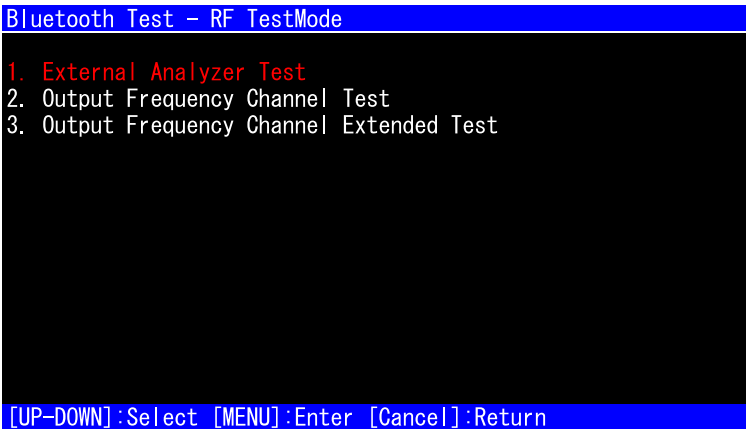 Bluetooth Test - RF TestMode
1. External Analyzer Test
2. Output Frequency Channel Test
3. Output Frequency Channel Extended Test
[UP-DOWN]:Select [MENU]:Enter [Cancel]:Return